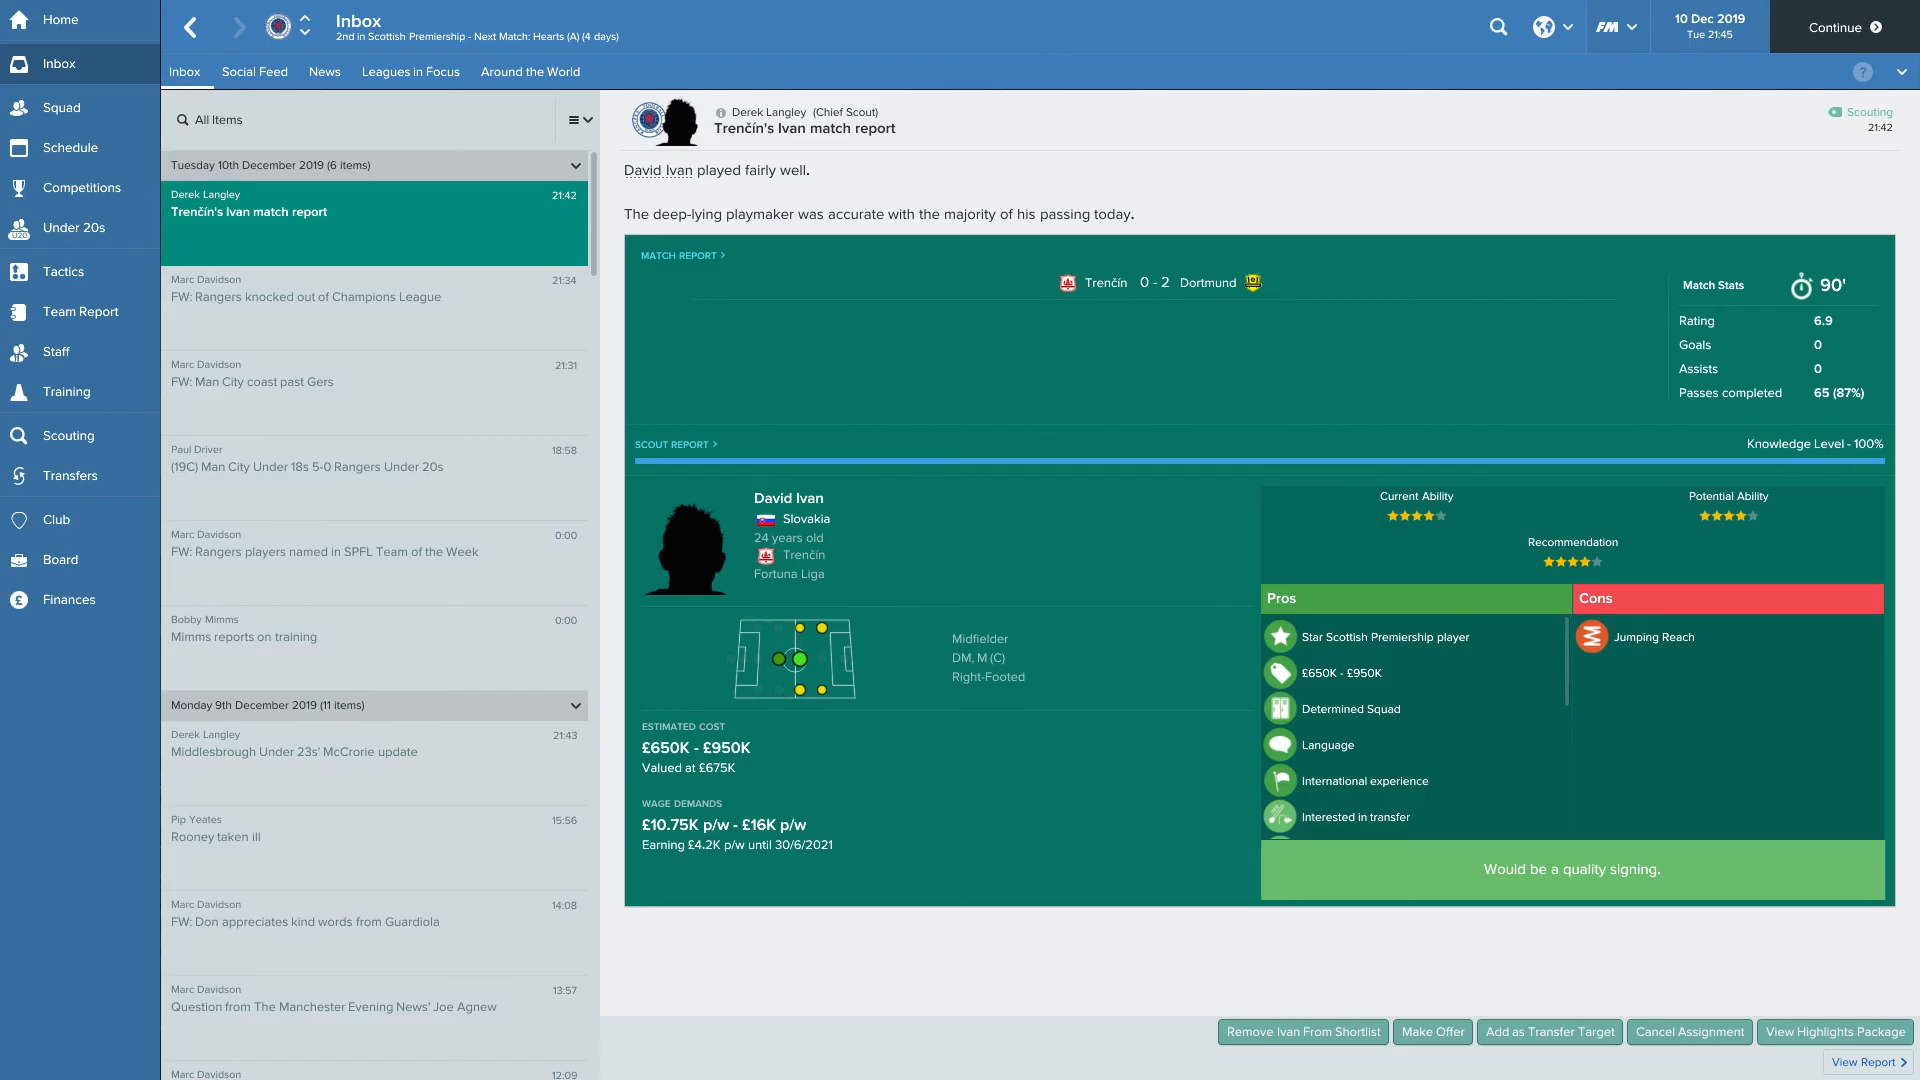 Home
Inbox
Squad
Schedule
Competitions
Under 20s
Tactics
Team Report
Staff
Training
Scouting
Transfers
Club
Board
£ Finances
Inbox
2nd in Scottish Premiership - Next Match: Hearts (A) (4 days)
FM
10 Dec 2019
Tue 21:45
Continue
Inbox Social Feed News Leagues in Focus Around the World
?
All Items
Tuesday 10th December 2019 (6 items)
Derek Langley 21:42
Trenčín's Ivan match report
Marc Davidson 21:34
FW: Rangers knocked out of Champions League
Marc Davidson 21:31
FW: Man City coast past Gers
Paul Driver 18:58
(19C) Man City Under 18s 5-0 Rangers Under 20s
Marc Davidson 0:00
FW: Rangers players named in SPFL Team of the Week
Bobby Mimms 0:00
Mimms reports on training
Monday 9th December 2019 (11 items)
Derek Langley 21:43
Middlesbrough Under 23s' McCrorie update
Pip Yeates 15:56
Rooney taken ill
Marc Davidson 14:08
FW: Don appreciates kind words from Guardiola
Marc Davidson 13:57
Question from The Manchester Evening News' Joe Agnew
Marc Davidson 12:09
Derek Langley (Chief Scout)
Trenčín's Ivan match report
Scouting
21:42
David Ivan played fairly well.
The deep-lying playmaker was accurate with the majority of his passing today.
MATCH REPORT >
Trenčín 0 - 2 Dortmund
Match Stats 90'
Rating 6.9
Goals 0
Assists 0
Passes completed 65 (87%)
SCOUT REPORT >
Knowledge Level - 100%
David Ivan
Slovakia
24 years old
Trenčín
Fortuna Liga
Midfielder
DM, M (C)
Right-Footed
ESTIMATED COST
£650K - £950K
Valued at £675K
WAGE DEMANDS
£10.75K p/w - £16K p/w
Earning £4.2K p/w until 30/6/2021
Current Ability
Potential Ability
Recommendation
Pros
Star Scottish Premiership player
£650K - £950K
Determined Squad
Language
International experience
Interested in transfer
Cons
Jumping Reach
Would be a quality signing.
Remove Ivan From Shortlist Make Offer Add as Transfer Target Cancel Assignment View Highlights Package
View Report >